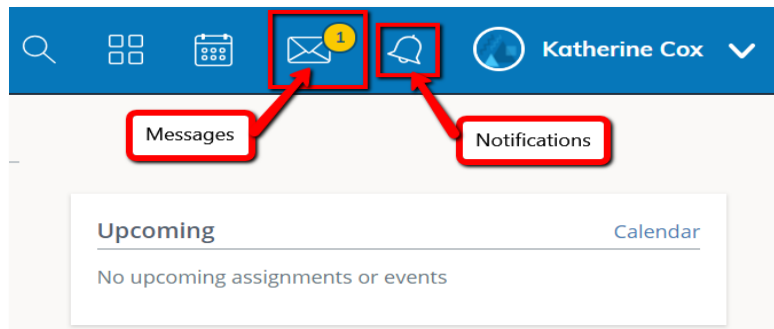 1
Katherine Cox
Messages
Notifications
Upcoming
Calendar
No upcoming assignments or events